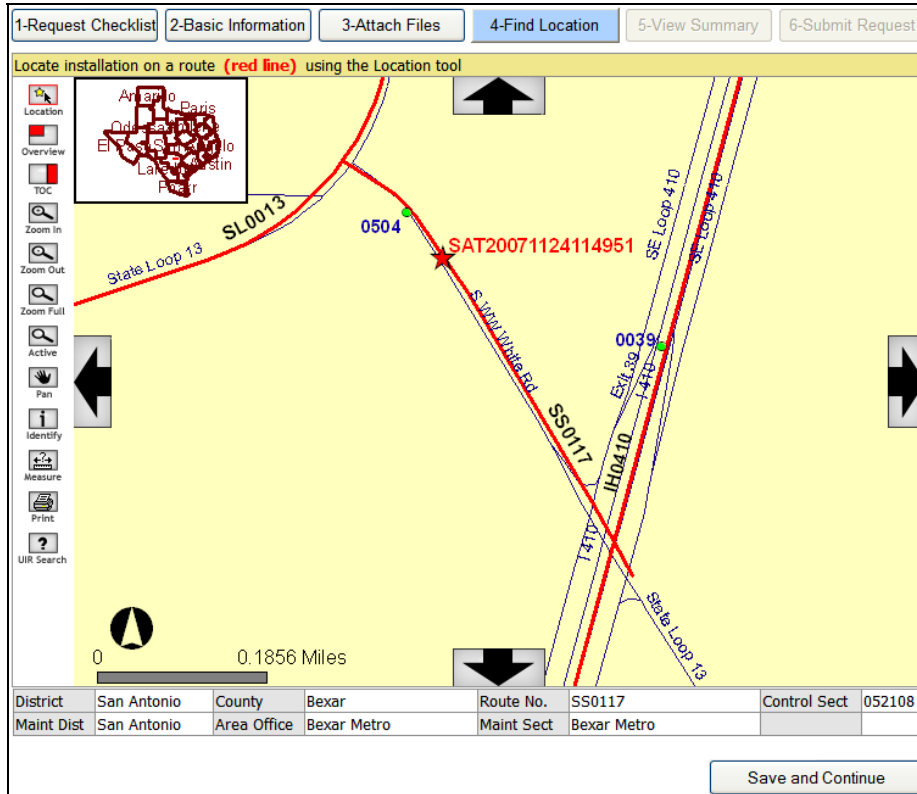 1-Request Checklist 2-Basic Information 3-Attach Files 4-Find Location 5-View Summary 6-Submit Request
Locate installation on a route (red line) using the Location tool
Location
Overview
TOC
Zoom In
Zoom Out
Zoom Full
Active
Pan
Identify
Measure
Print
UIR Search
Amarillo
Paris
Odessa
El Paso San Angelo
Austin
Pharr
SL0013
State Loop 13
0504
SAT20071124114951
S WW White Rd
SS0117
SE Loop 410
SE Loop 410
0039
Exit 39
I 410
IH0410
I 410
State Loop 13
0 0.1856 Miles
District San Antonio County Bexar Route No. SS0117 Control Sect 052108
Maint Dist San Antonio Area Office Bexar Metro Maint Sect Bexar Metro
Save and Continue